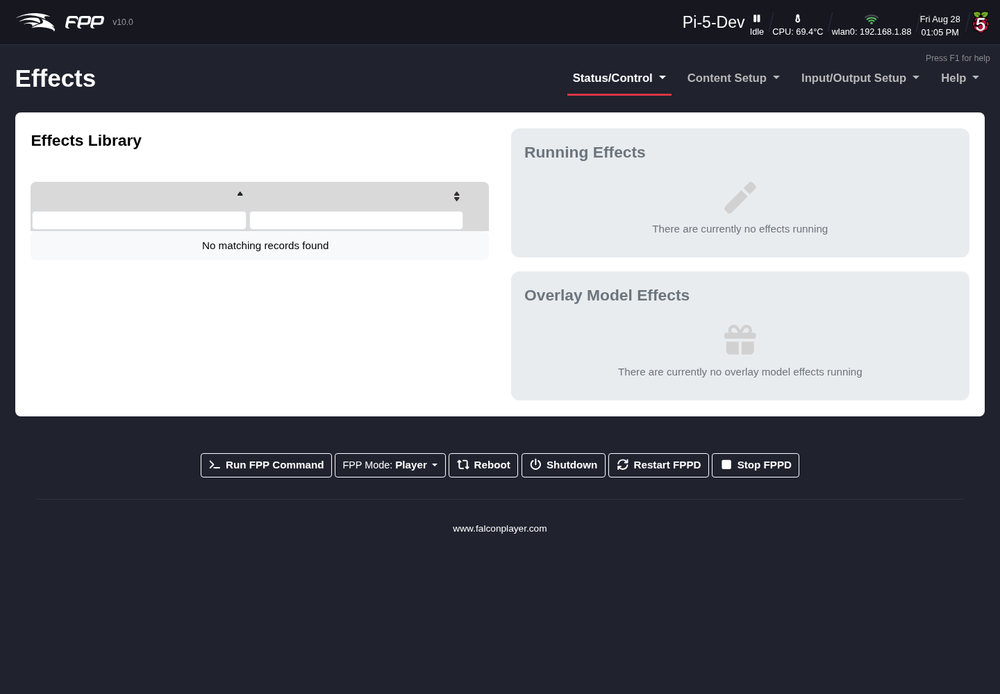 FPP v10.0
Pi-5-Dev
Idle
CPU: 69.4°C
wlan0: 192.168.1.88
Fri Aug 28
01:05 PM
5
Press F1 for help
Effects
Status/Control
Content Setup
Input/Output Setup
Help
Effects Library
No matching records found
Running Effects
There are currently no effects running
Overlay Model Effects
There are currently no overlay model effects running
Run FPP Command
FPP Mode: Player
Reboot
Shutdown
Restart FPPD
Stop FPPD
www.falconplayer.com